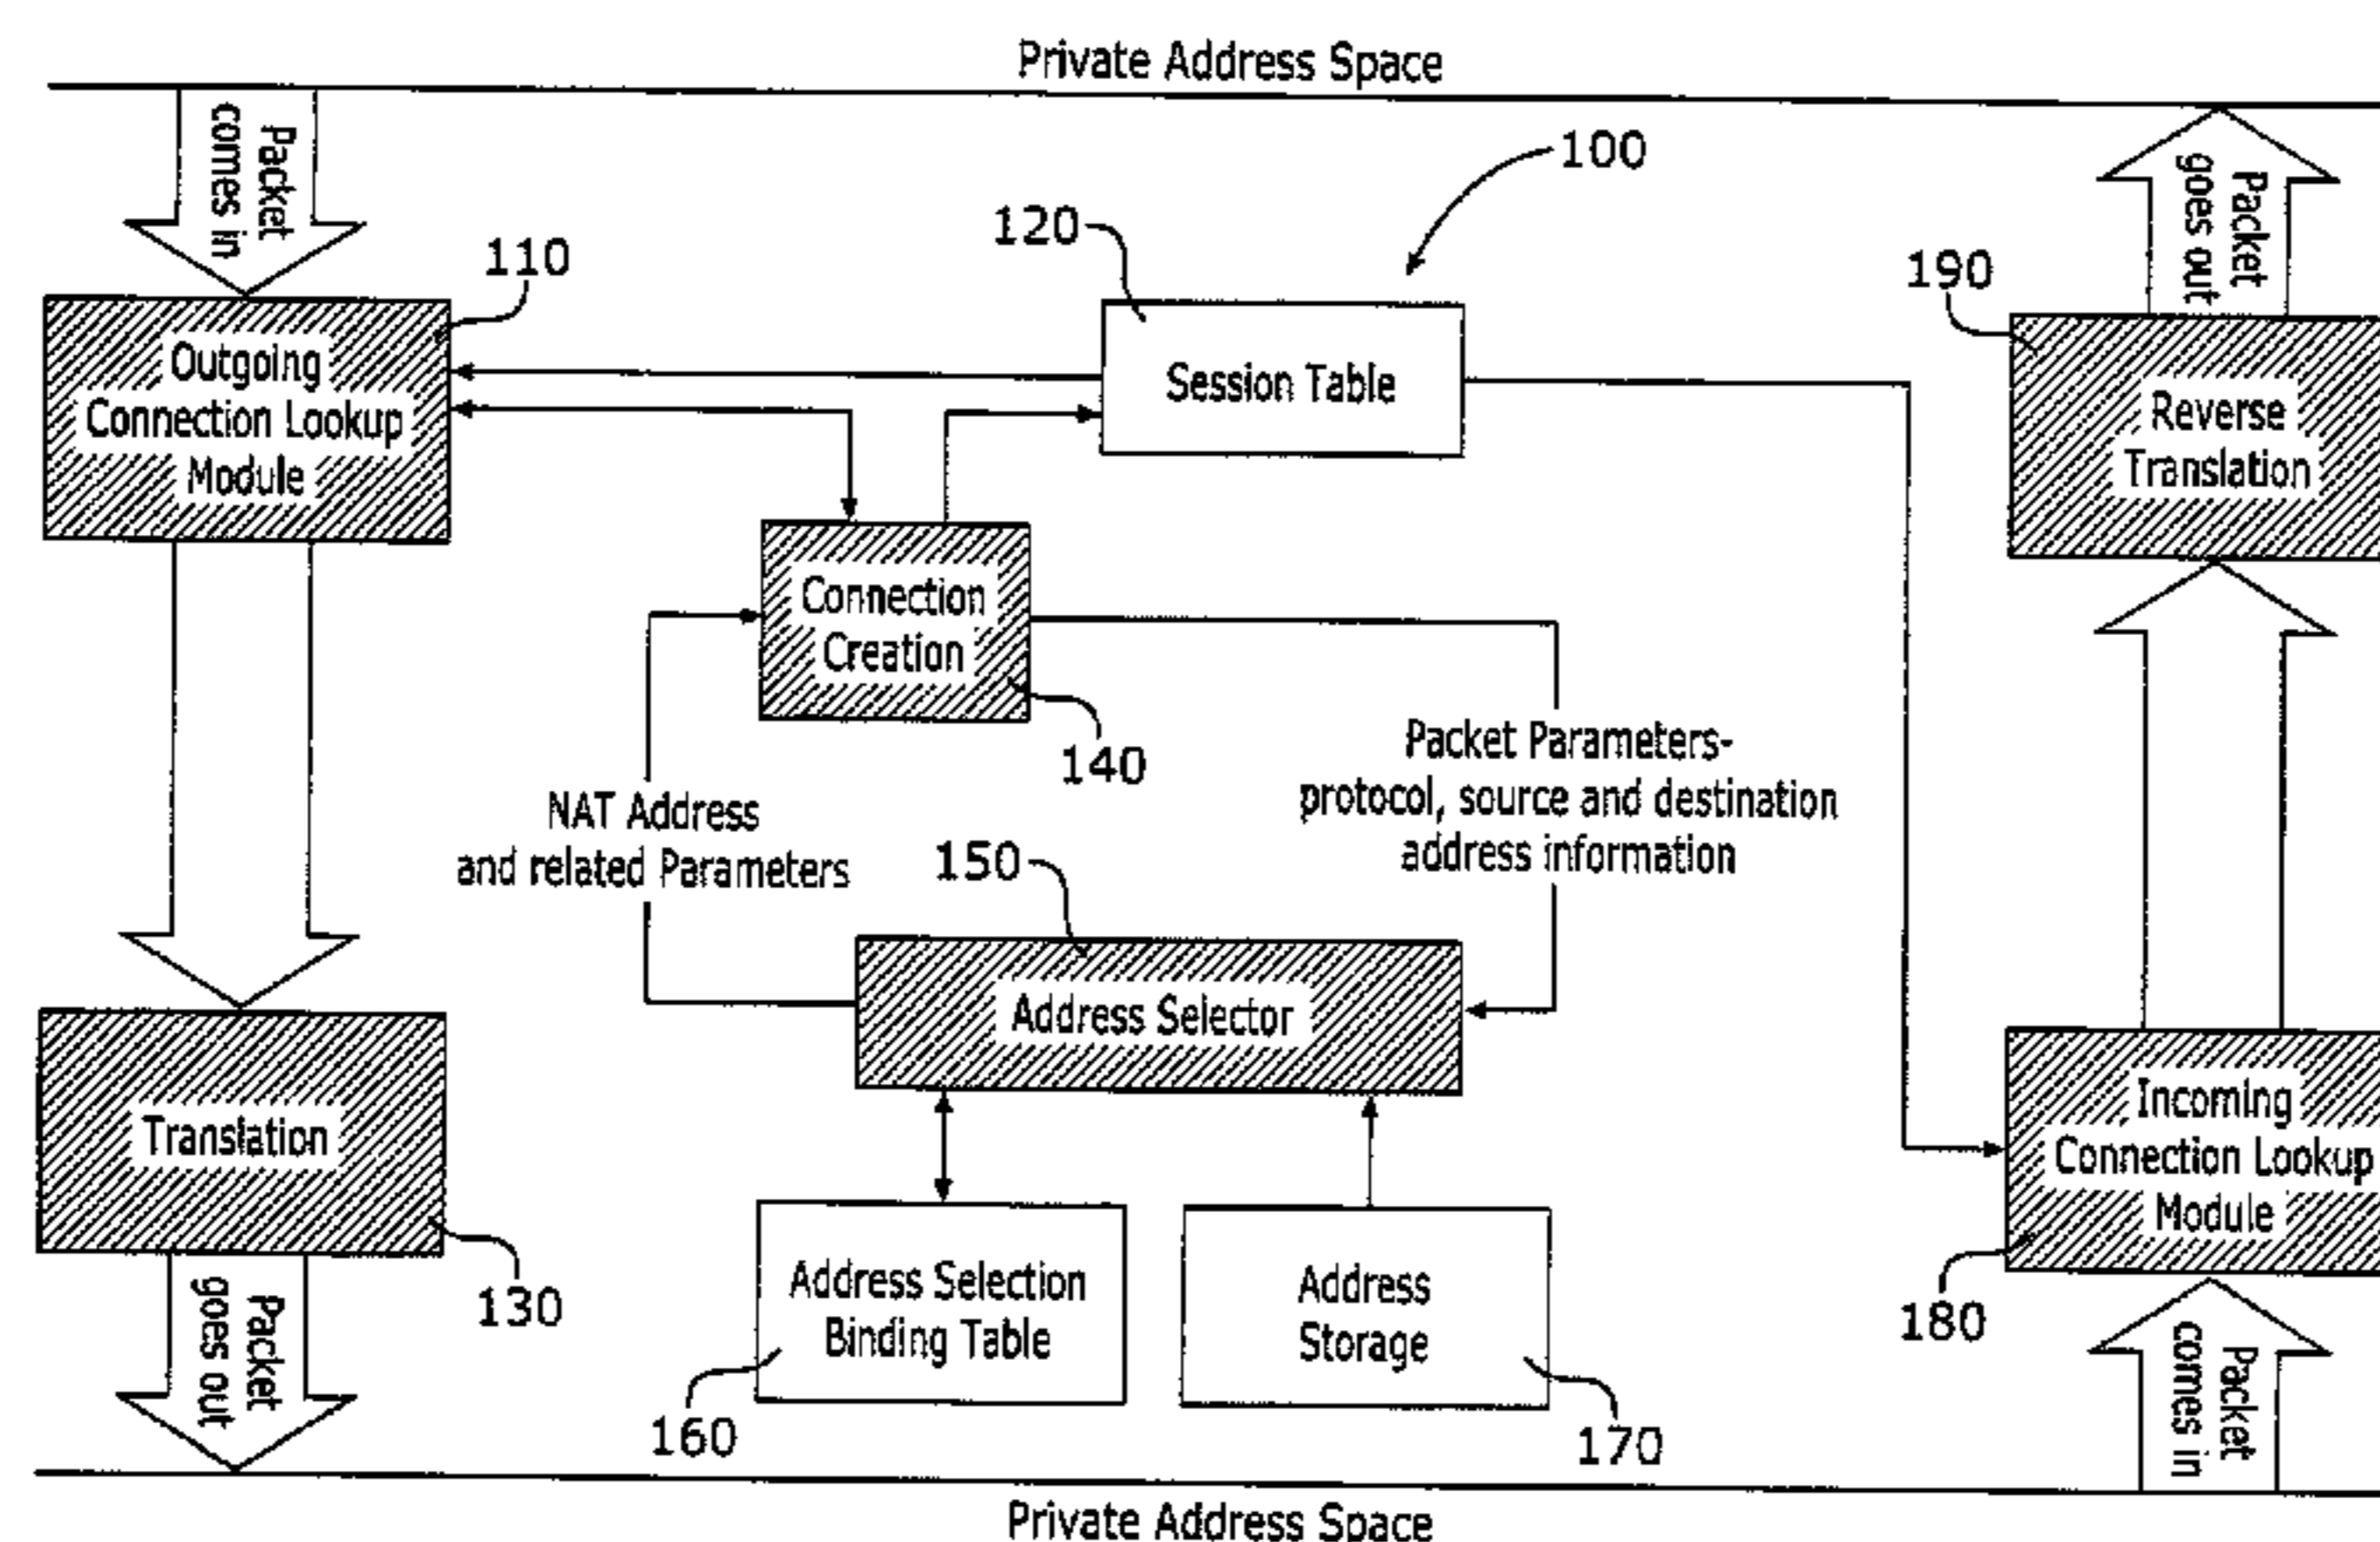 Private Address Space
Packet
comes in
100
Packet
goes out
120
110
190
Outgoing
Connection Lookup
Module
Session Table
Reverse
Translation
Connection
Creation
140
Packet Parameters-
protocol, source and destination
address information
NAT Address
and related Parameters
150
Address Selector
Translation
130
Incoming
Connection Lookup
Module
180
Address Selection
Binding Table
160
Address
Storage
170
Packet
goes out
Packet
comes in
Private Address Space